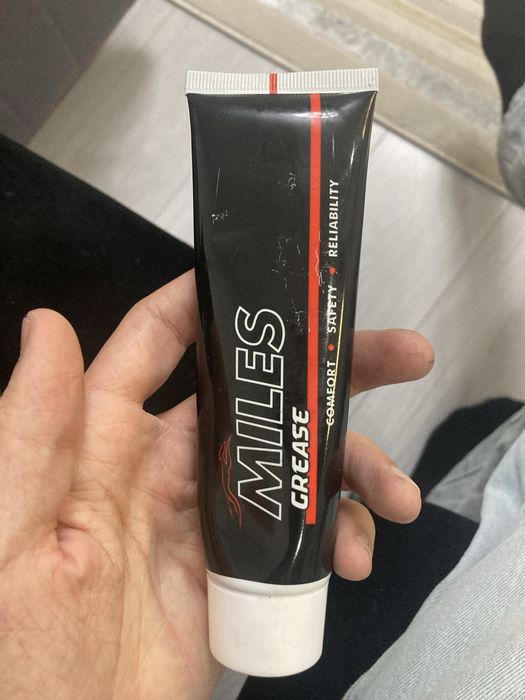 MILES
GREASE
COMFORT • SAFETY • RELIABILITY